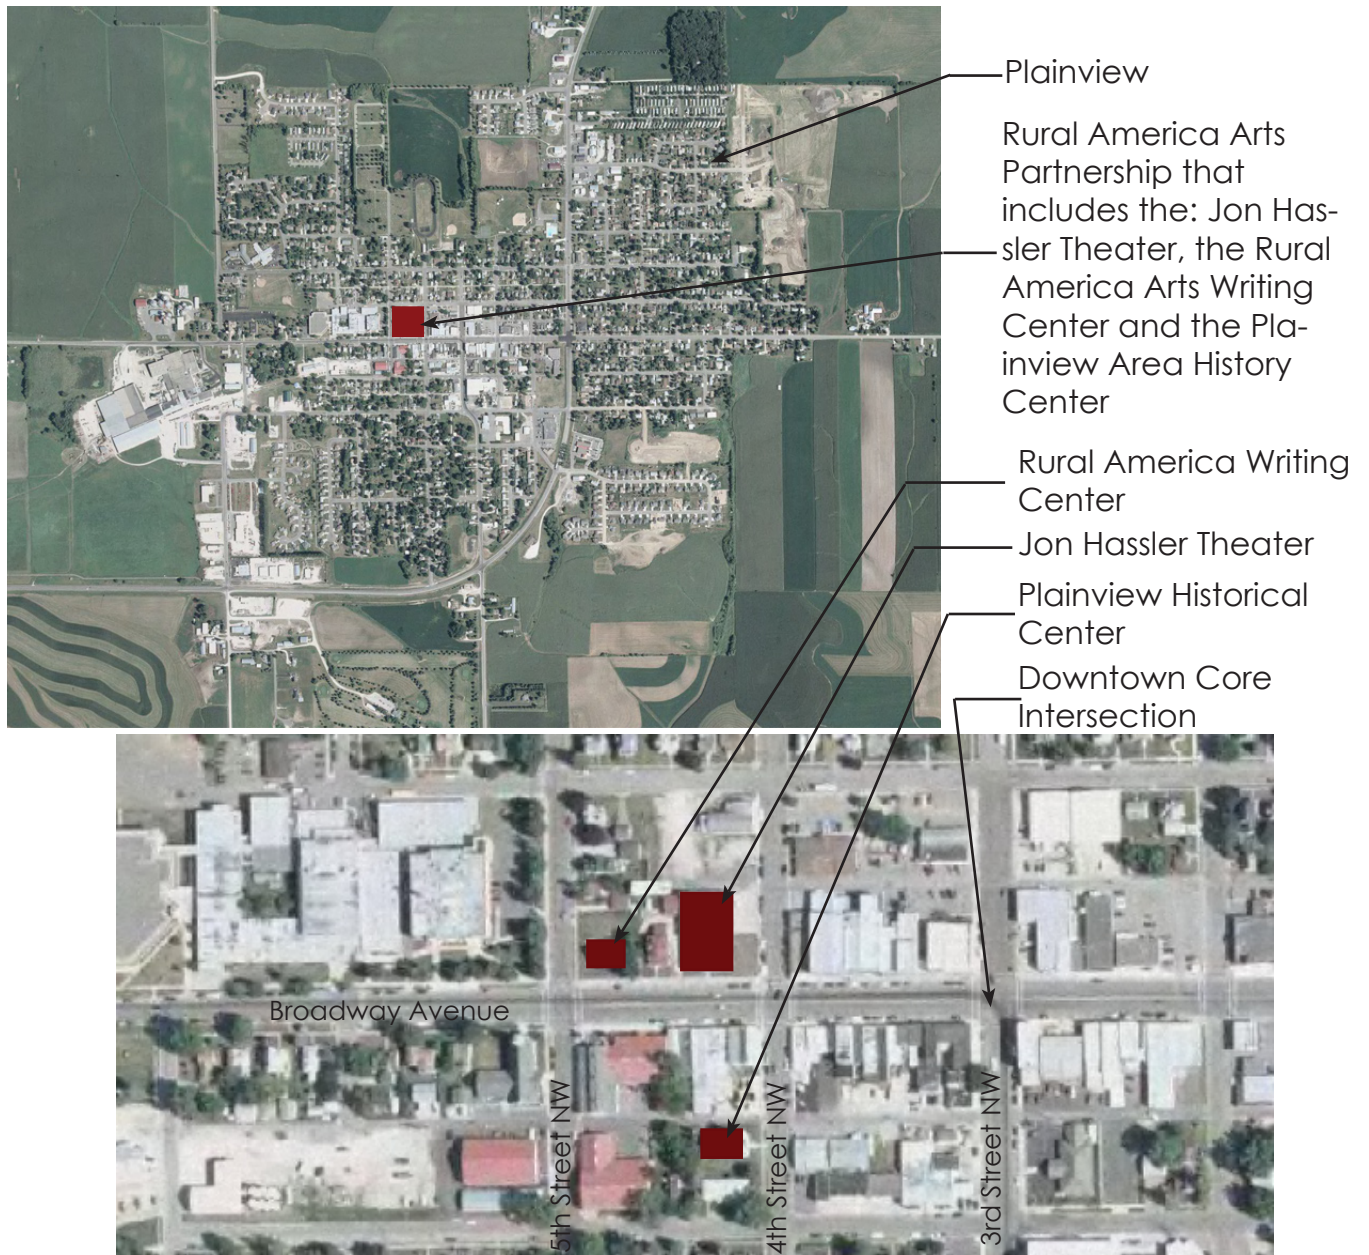 Plainview
Rural America Arts
Partnership that
includes the: Jon Has-
sler Theater, the Rural
America Arts Writing
Center and the Pla-
inview Area History
Center
Rural America Writing
Center
Jon Hassler Theater
Plainview Historical
Center
Downtown Core
Intersection
Broadway Avenue
5th Street NW
4th Street NW
3rd Street NW